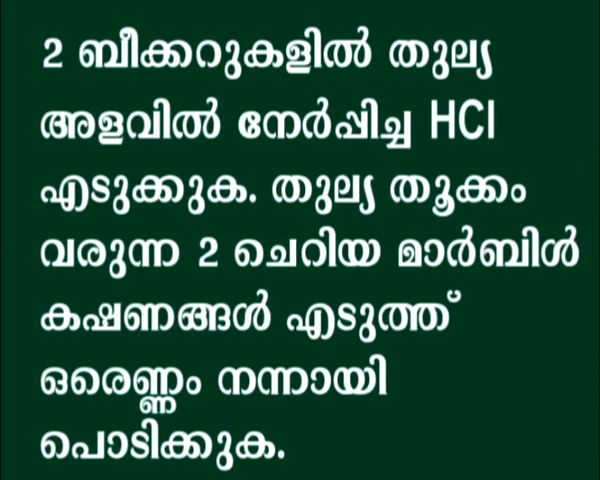 2 ബീക്കറുകളിൽ തുല്യ
അളവിൽ നേർപ്പിച്ച HCl
എടുക്കുക. തുല്യ തൂക്കം
വരുന്ന 2 ചെറിയ മാർബിൾ
കഷണങ്ങൾ എടുത്ത്
ഒരെണ്ണം നന്നായി
പൊടിക്കുക.